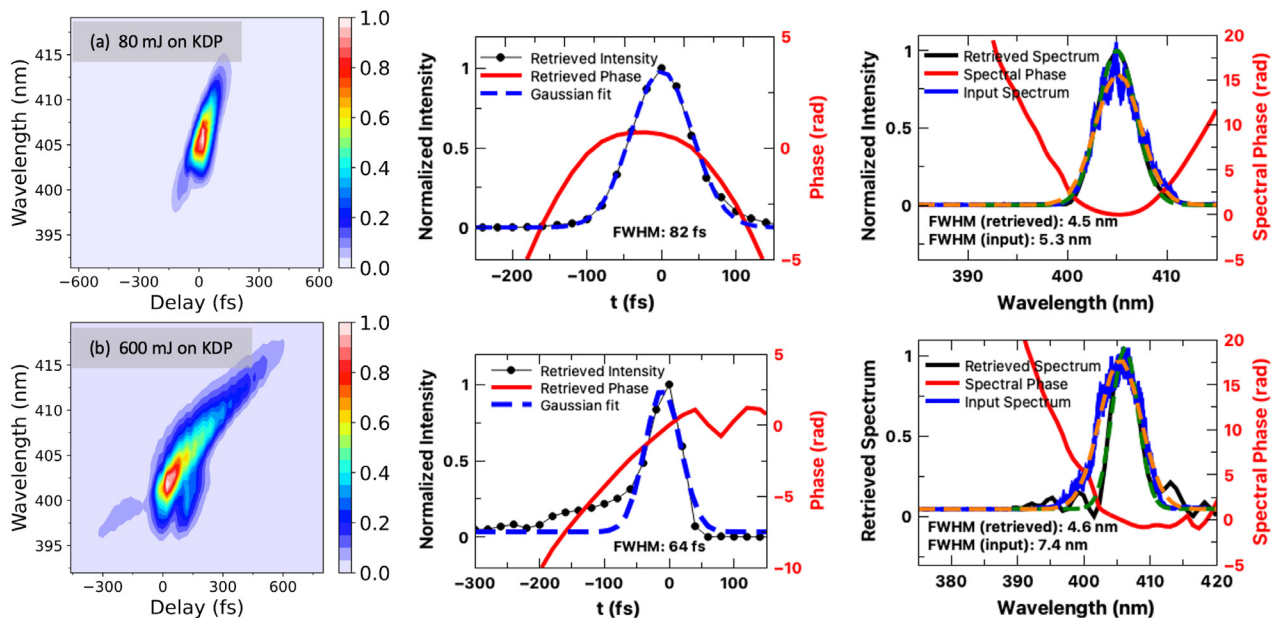 (a) 80 mJ on KDP
Wavelength (nm)
415
410
405
400
395
−600
−300
0
300
600
Delay (fs)
1.0
0.8
0.6
0.4
0.2
0.0
Normalized Intensity
1
0.5
0
Retrieved Intensity
Retrieved Phase
Gaussian fit
FWHM: 82 fs
−200
−100
0
100
t (fs)
5
0
−5
Phase (rad)
Normalized Intensity
1
0.5
0
Retrieved Spectrum
Spectral Phase
Input Spectrum
FWHM (retrieved): 4.5 nm
FWHM (input): 5.3 nm
390
400
410
Wavelength (nm)
20
15
10
5
0
−5
Spectral Phase (rad)
(b) 600 mJ on KDP
Wavelength (nm)
415
410
405
400
395
−300
0
300
600
Delay (fs)
1.0
0.8
0.6
0.4
0.2
0.0
Normalized Intensity
1
0.5
0
Retrieved Intensity
Retrieved Phase
Gaussian fit
FWHM: 64 fs
−300
−200
−100
0
100
t (fs)
5
0
−5
−10
Phase (rad)
Retrieved Spectrum
1
0.5
0
Retrieved Spectrum
Spectral Phase
Input Spectrum
FWHM (retrieved): 4.6 nm
FWHM (input): 7.4 nm
380
390
400
410
420
Wavelength (nm)
20
15
10
5
0
−5
Spectral Phase (rad)